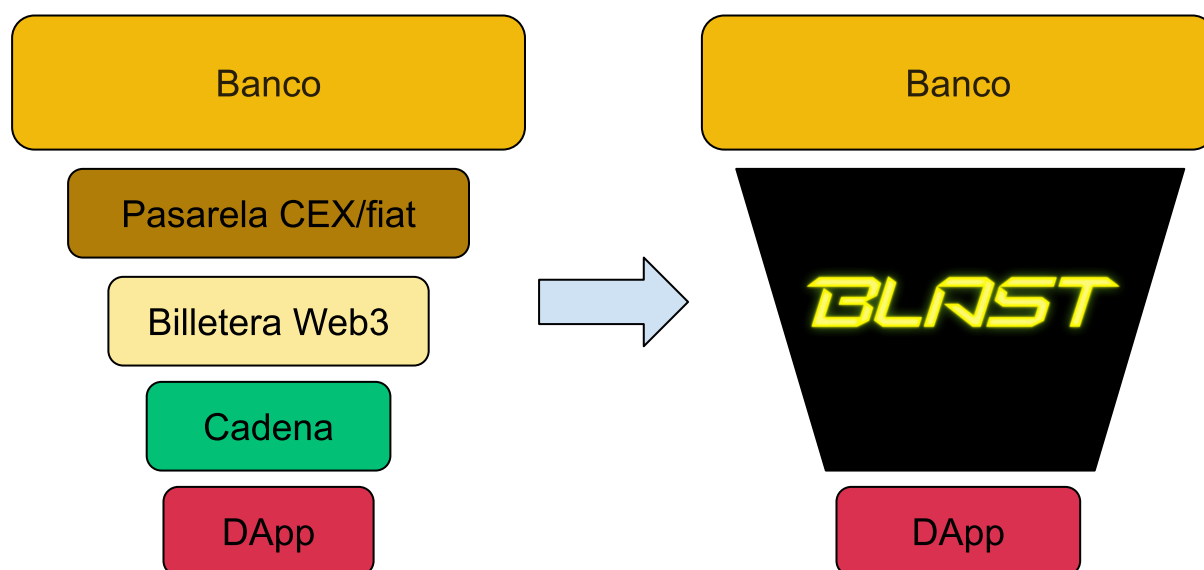 Banco
Pasarela CEX/fiat
Billetera Web3
Cadena
DApp
Banco
BLAST
DApp